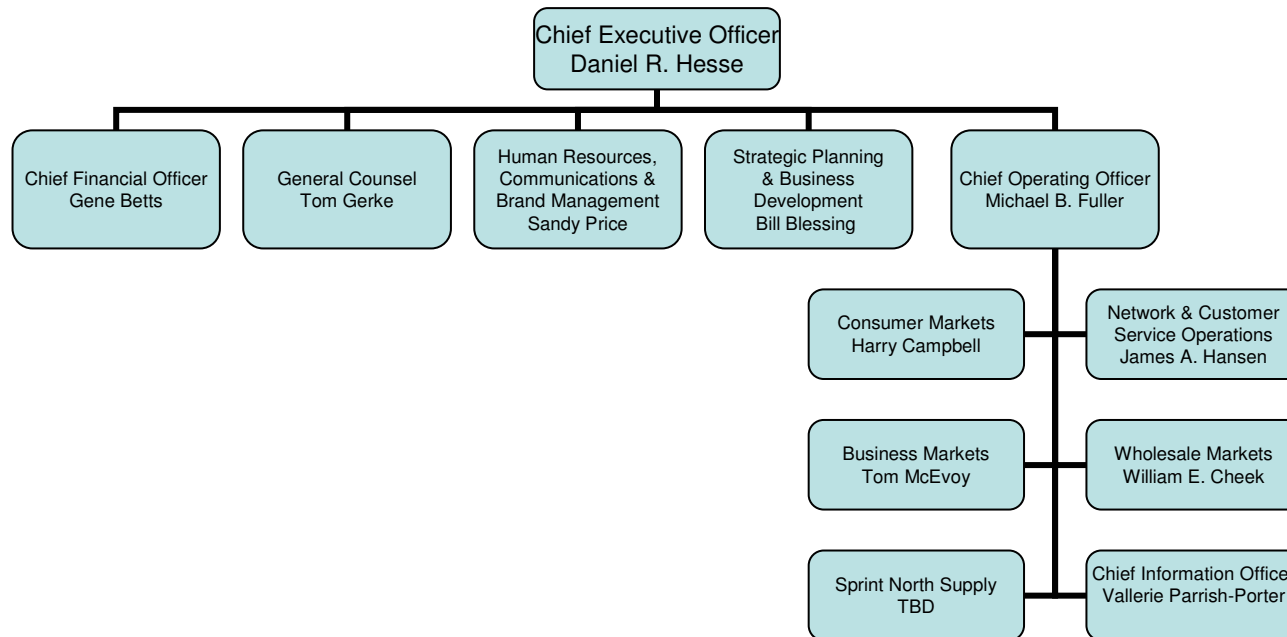 Chief Executive Officer
Daniel R. Hesse
Chief Financial Officer
Gene Betts
General Counsel
Tom Gerke
Human Resources,
Communications &
Brand Management
Sandy Price
Strategic Planning
& Business
Development
Bill Blessing
Chief Operating Officer
Michael B. Fuller
Consumer Markets
Harry Campbell
Network & Customer
Service Operations
James A. Hansen
Business Markets
Tom McEvoy
Wholesale Markets
William E. Cheek
Sprint North Supply
TBD
Chief Information Office
Vallerie Parrish-Porter